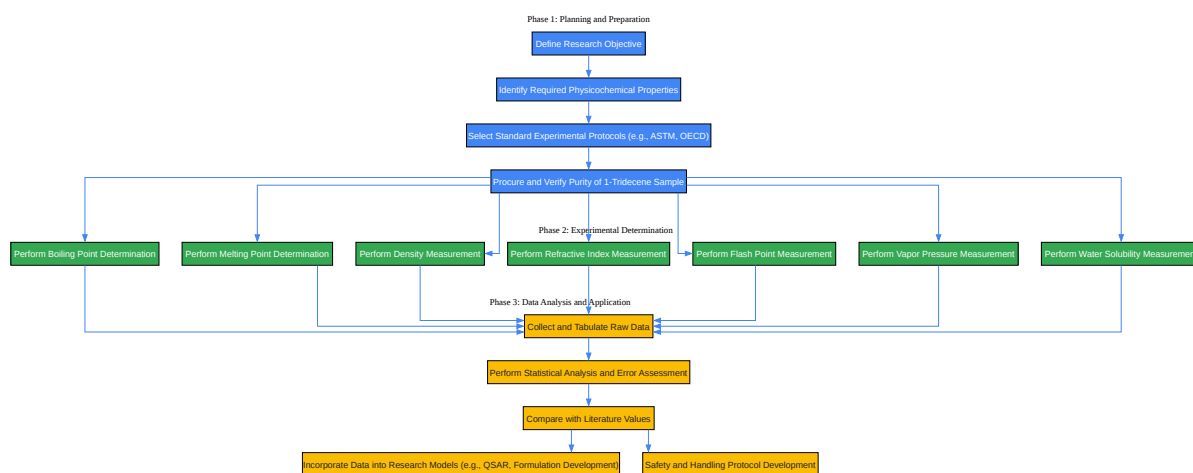 Phase 1: Planning and Preparation
Define Research Objective
Identify Required Physicochemical Properties
Select Standard Experimental Protocols (e.g., ASTM, OECD)
Procure and Verify Purity of 1-Tridecene Sample
Phase 2: Experimental Determination
Perform Boiling Point Determination
Perform Melting Point Determination
Perform Density Measurement
Perform Refractive Index Measurement
Perform Flash Point Measurement
Perform Vapor Pressure Measurement
Perform Water Solubility Measurement
Phase 3: Data Analysis and Application
Collect and Tabulate Raw Data
Perform Statistical Analysis and Error Assessment
Compare with Literature Values
Incorporate Data into Research Models (e.g., QSAR, Formulation Development)
Safety and Handling Protocol Development